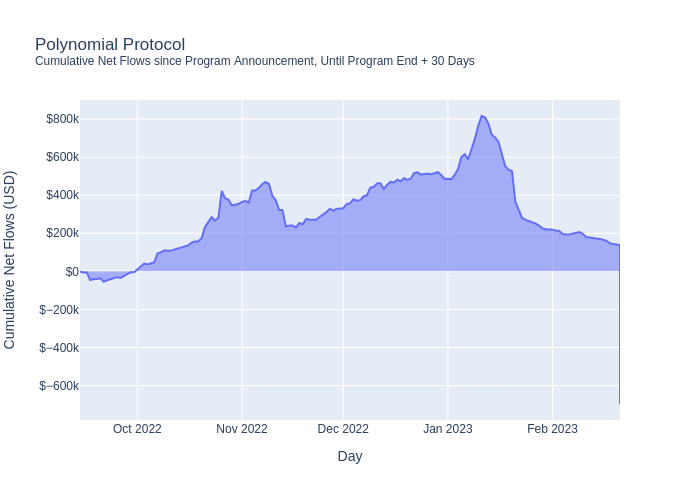 Polynomial Protocol
Cumulative Net Flows since Program Announcement, Until Program End + 30 Days
Cumulative Net Flows (USD)
$800k
$600k
$400k
$200k
$0
$−200k
$−400k
$−600k
Oct 2022
Nov 2022
Dec 2022
Jan 2023
Feb 2023
Day